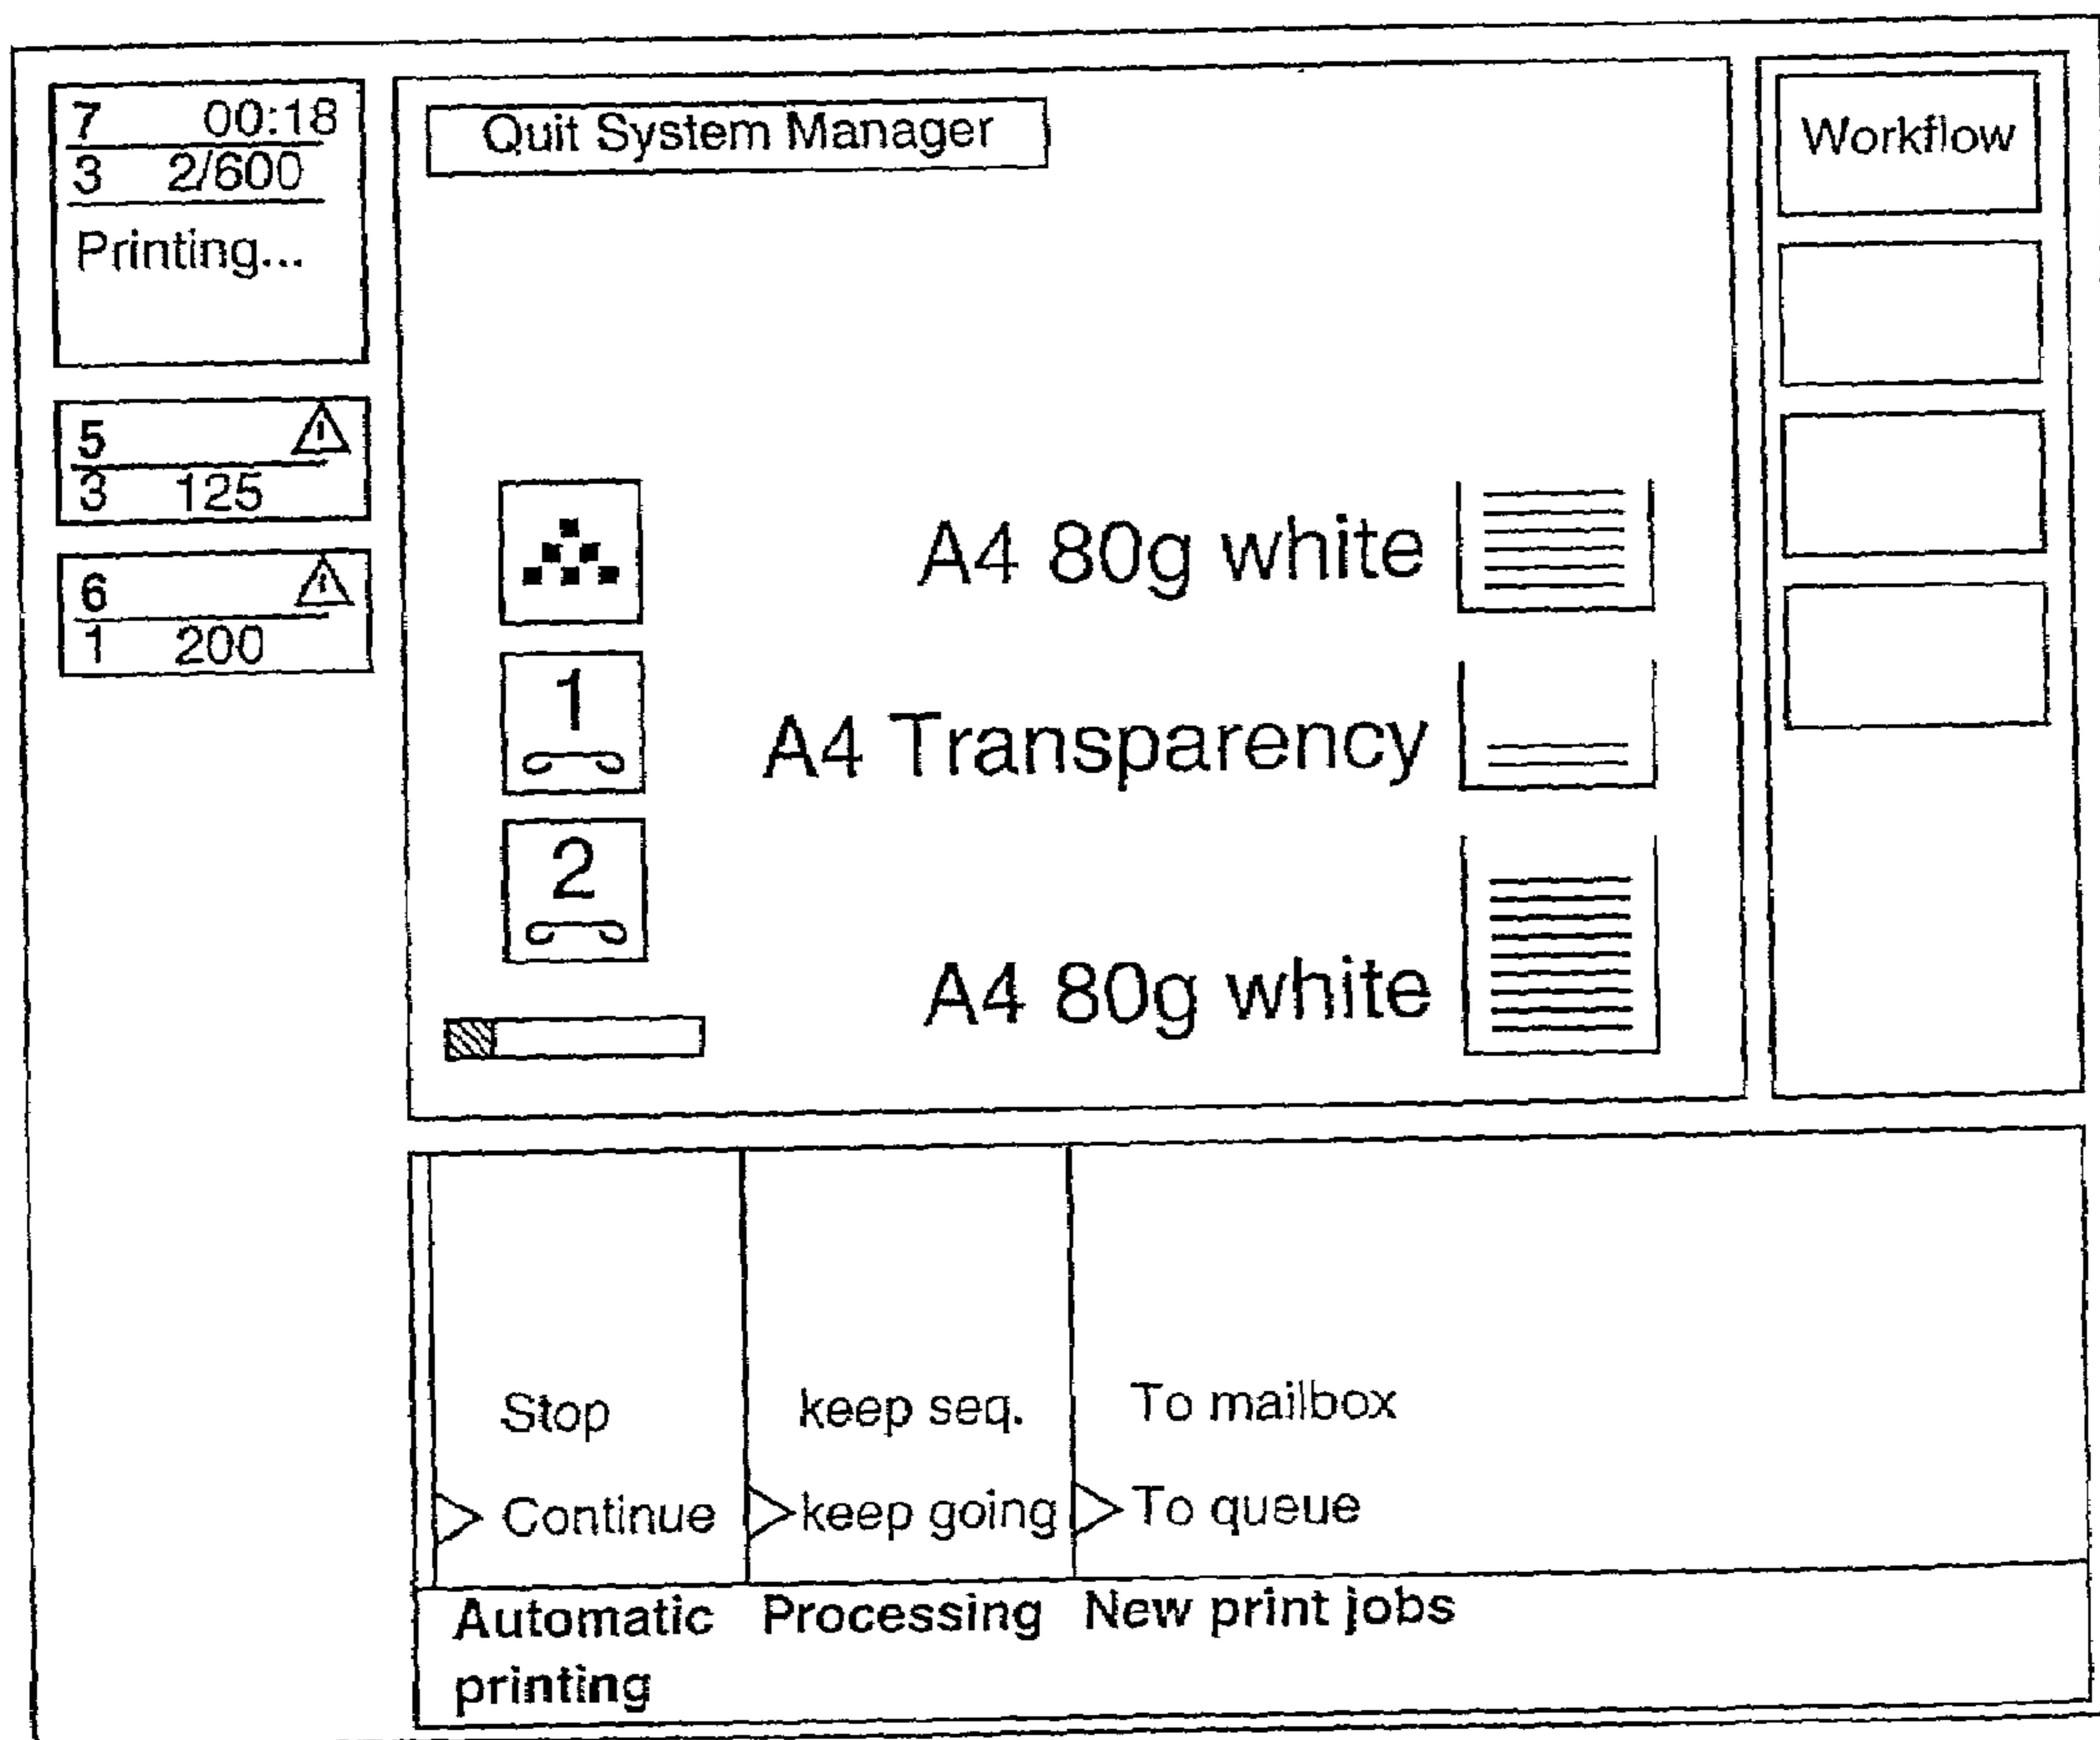 7 00:18
3 2/600
Printing...
5
3 125
6
1 200
Quit System Manager
A4 80g white
1
A4 Transparency
2
A4 80g white
Workflow
Stop
Continue
keep seq.
keep going
To mailbox
To queue
Automatic
printing
Processing
New print jobs